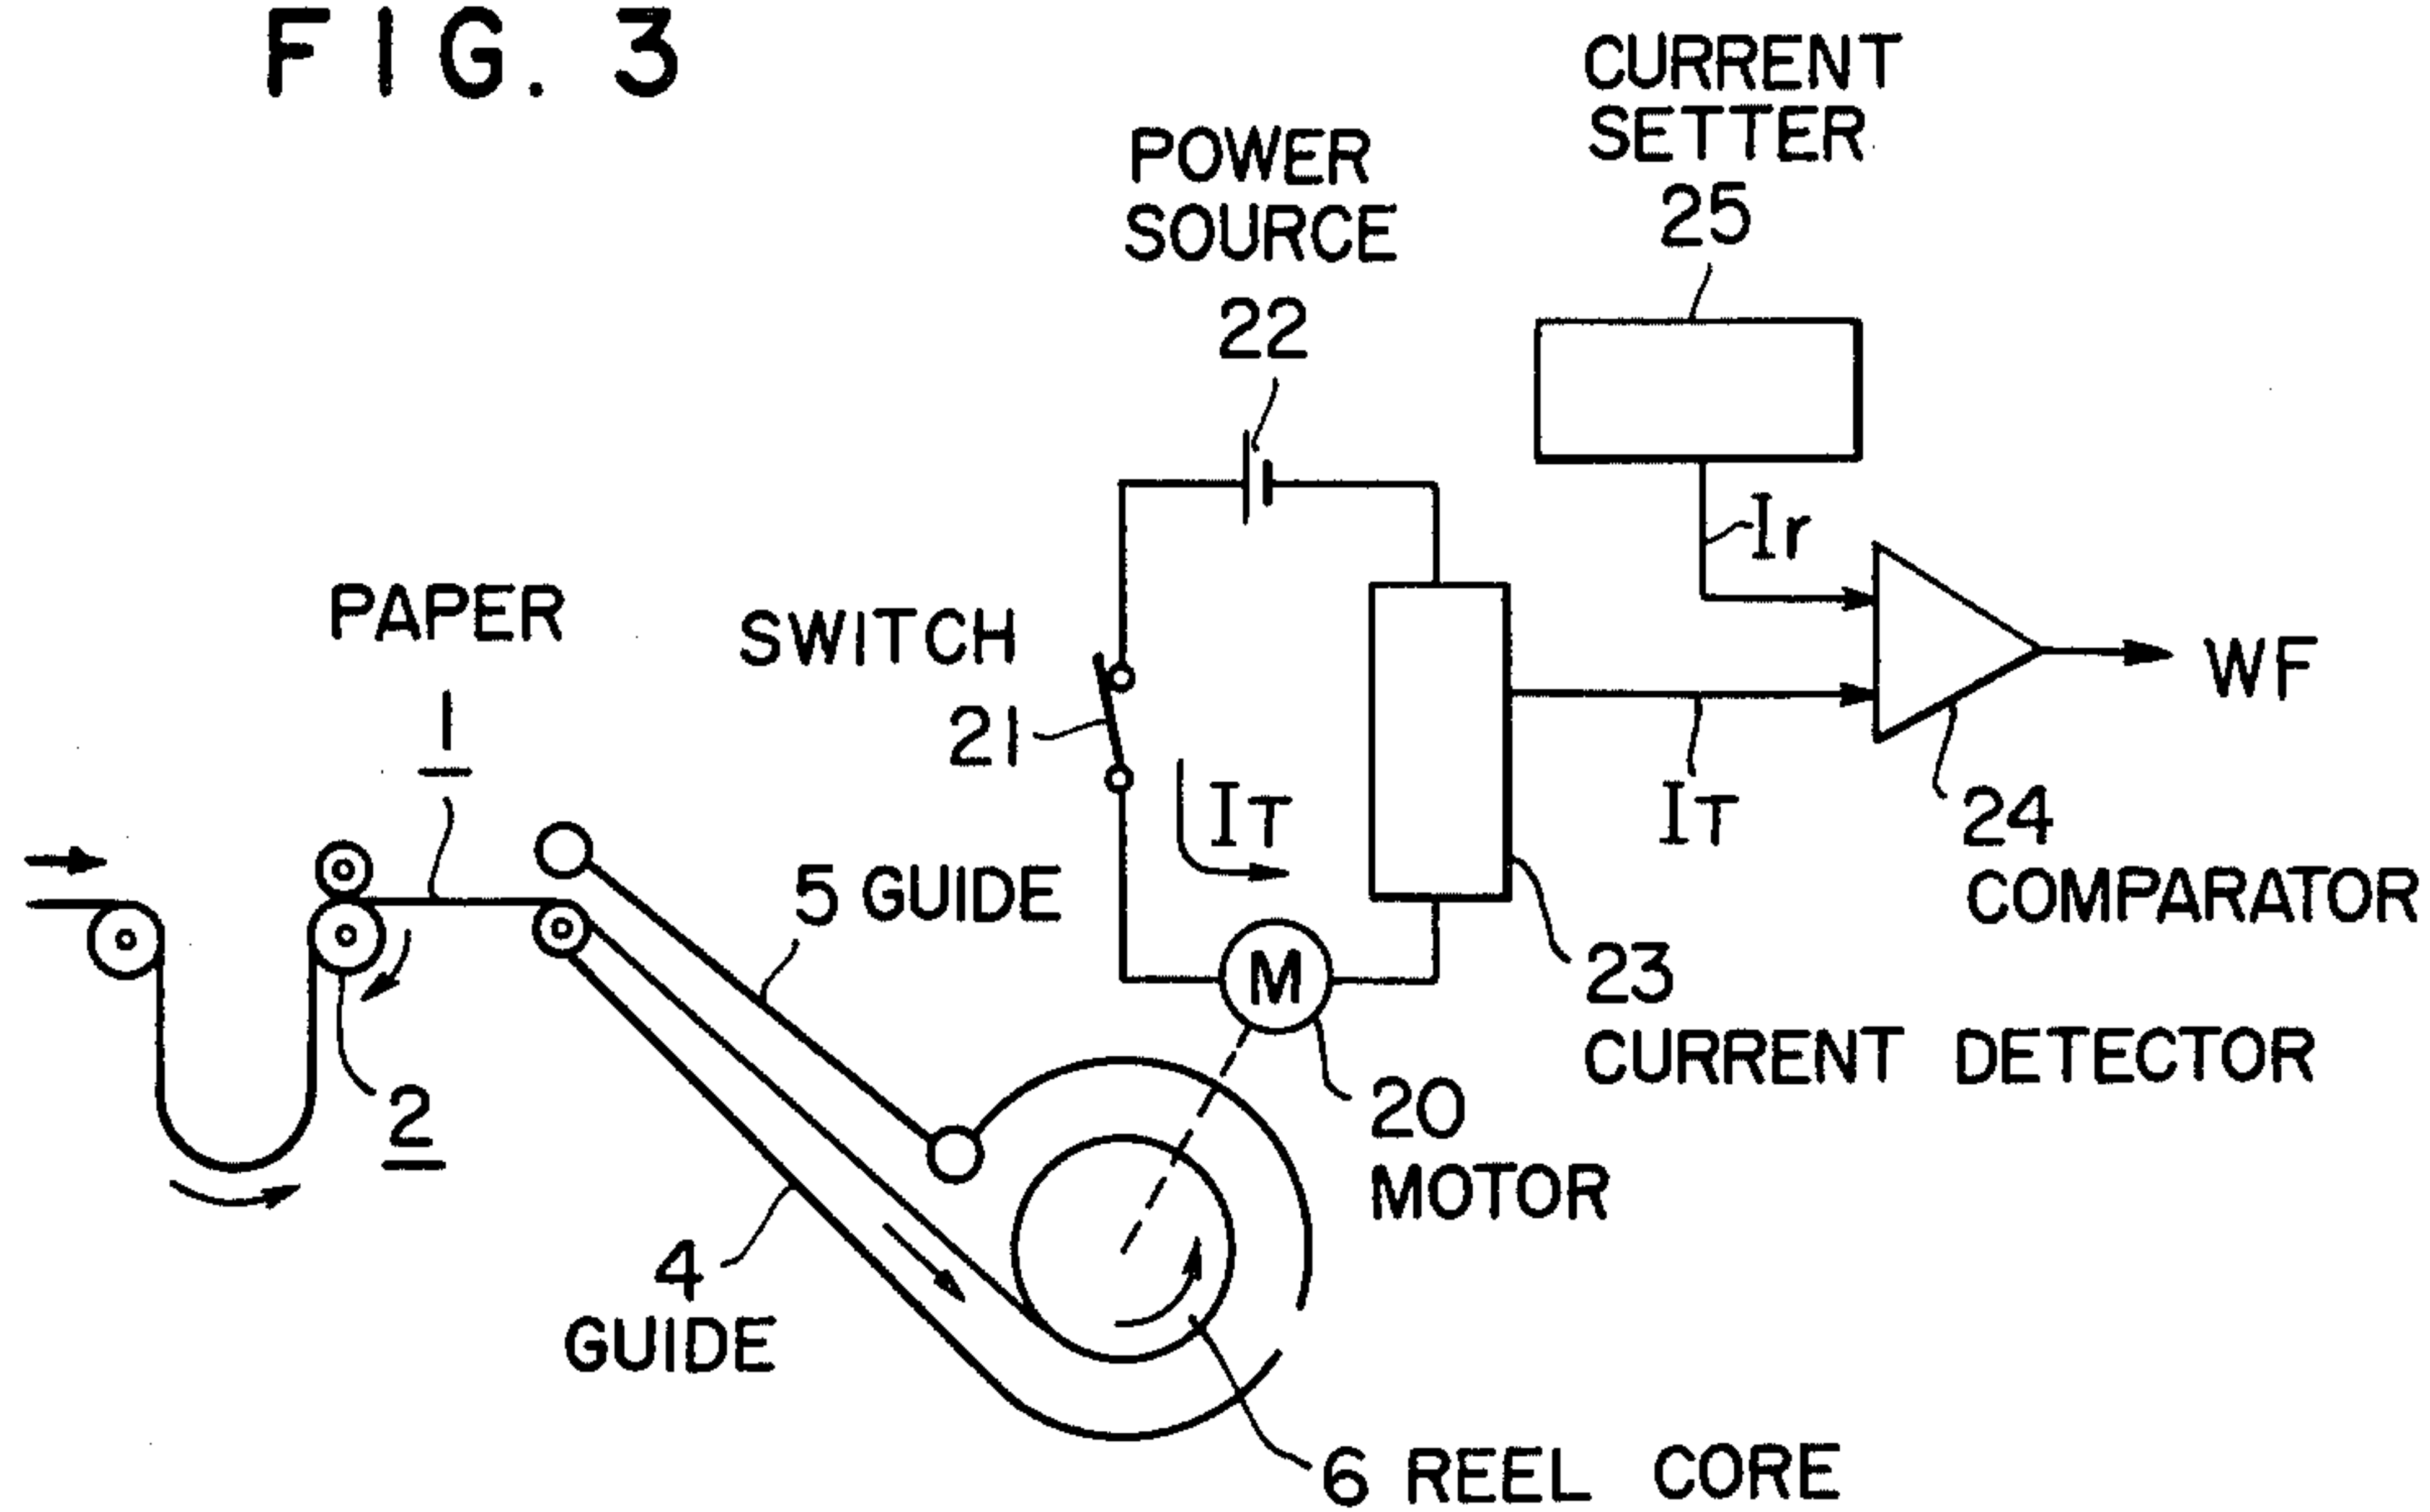 FIG. 3
CURRENT
SETTER
25
POWER
SOURCE
22
Ir
PAPER
1
SWITCH
21
WF
IT
IT
24
COMPARATOR
5 GUIDE
M
23
CURRENT DETECTOR
2
20
MOTOR
4
GUIDE
6 REEL CORE